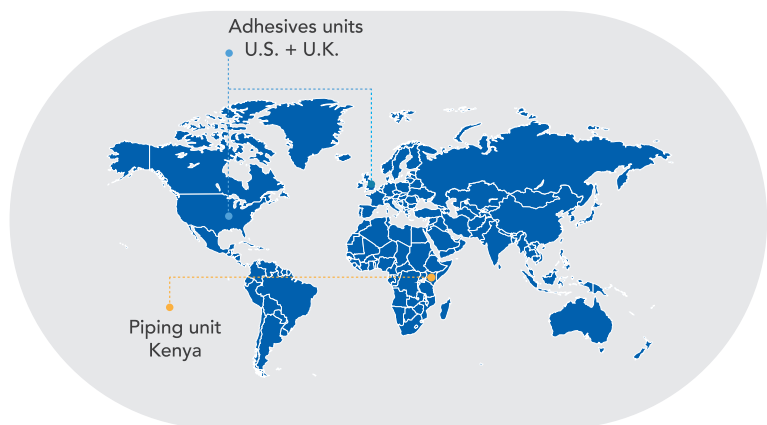 Adhesives units
U.S. + U.K.
Piping unit
Kenya